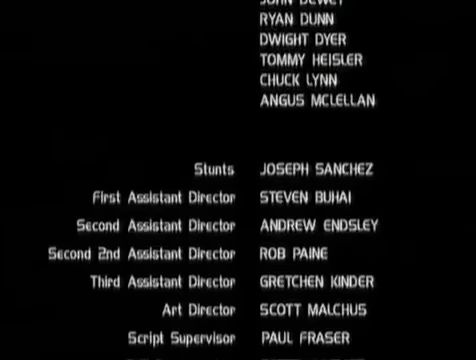 JOHN DEWEY
RYAN DUNN
DWIGHT DYER
TOMMY HEISLER
CHUCK LYNN
ANGUS MCLELLAN
Stunts JOSEPH SANCHEZ
First Assistant Director STEVEN BUHAI
Second Assistant Director ANDREW ENDSLEY
Second 2nd Assistant Director ROB PAINE
Third Assistant Director GRETCHEN KINDER
Art Director SCOTT MALCHUS
Script Supervisor PAUL FRASER